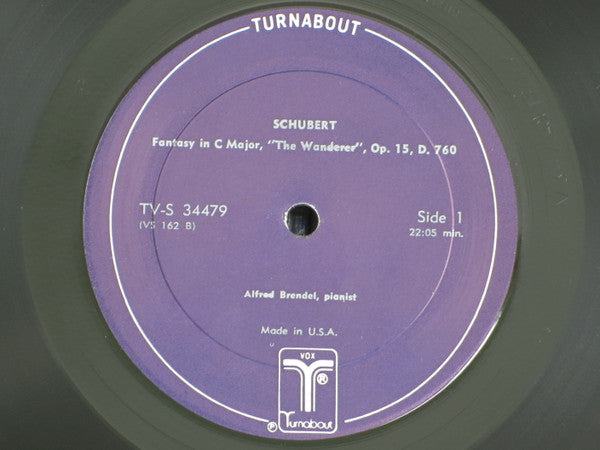 TURNABOUT
SCHUBERT
Fantasy in C Major, "The Wanderer", Op. 15, D. 760
TV-S 34479
(VS 162 B)
Side 1
22:05 min.
Alfred Brendel, pianist
Made in U.S.A.
VOX
T®
℗ Turnabout